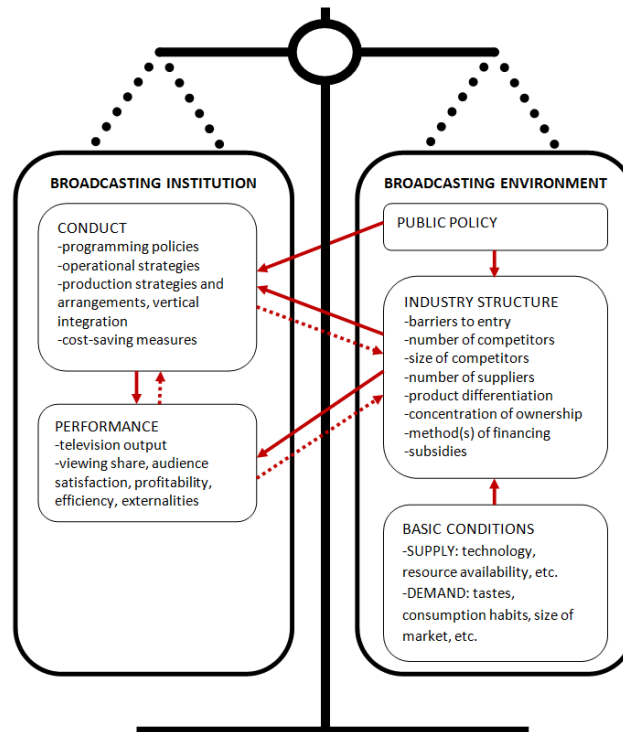 BROADCASTING INSTITUTION
CONDUCT
-programming policies
-operational strategies
-production strategies and
arrangements, vertical
integration
-cost-saving measures
PERFORMANCE
-television output
-viewing share, audience
satisfaction, profitability,
efficiency, externalities
BROADCASTING ENVIRONMENT
PUBLIC POLICY
INDUSTRY STRUCTURE
-barriers to entry
-number of competitors
-size of competitors
-number of suppliers
-product differentiation
-concentration of ownership
-method(s) of financing
-subsidies
BASIC CONDITIONS
-SUPPLY: technology,
resource availability, etc.
-DEMAND: tastes,
consumption habits, size of
market, etc.